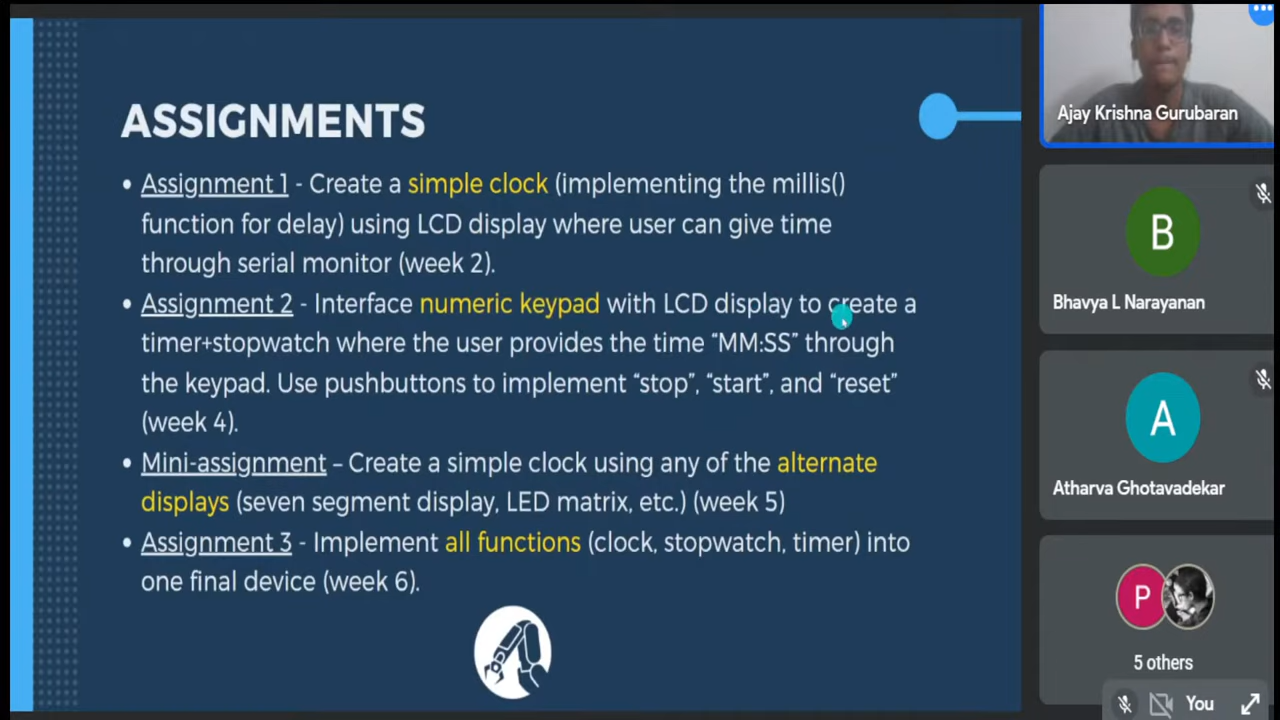 ASSIGNMENTS
• Assignment 1 - Create a simple clock (implementing the millis()
function for delay) using LCD display where user can give time
through serial monitor (week 2).
• Assignment 2 - Interface numeric keypad with LCD display to create a
timer+stopwatch where the user provides the time “MM:SS” through
the keypad. Use pushbuttons to implement “stop”, “start”, and “reset”
(week 4).
• Mini-assignment – Create a simple clock using any of the alternate
displays (seven segment display, LED matrix, etc.) (week 5)
• Assignment 3 - Implement all functions (clock, stopwatch, timer) into
one final device (week 6).
Ajay Krishna Gurubaran
B
Bhavya L Narayanan
A
Atharva Ghotavadekar
P
5 others
You